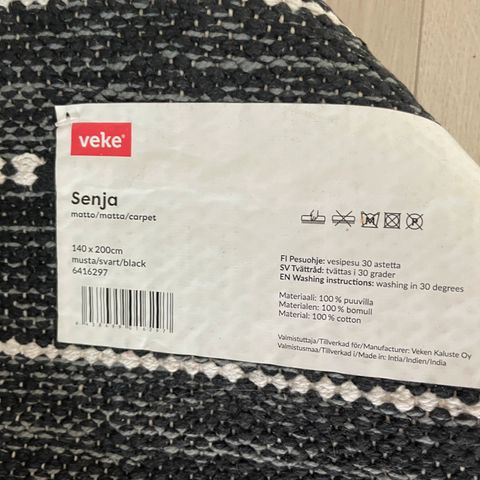 veke®
Senja
matto/matta/carpet
140 x 200cm
musta/svart/black
6416297
FI Pesuohje: vesipesu 30 astetta
SV Tvättråd: tvättas i 30 grader
EN Washing instructions: washing in 30 degrees
Materiaali: 100 % puuvilla
Materialen: 100 % bomull
Material: 100 % cotton
Valmistuttaja/Tillverkad för/Manufacturer: Veken Kaluste Oy
Valmistusmaa/Tillverkad i/Made in: Intia/Indien/India